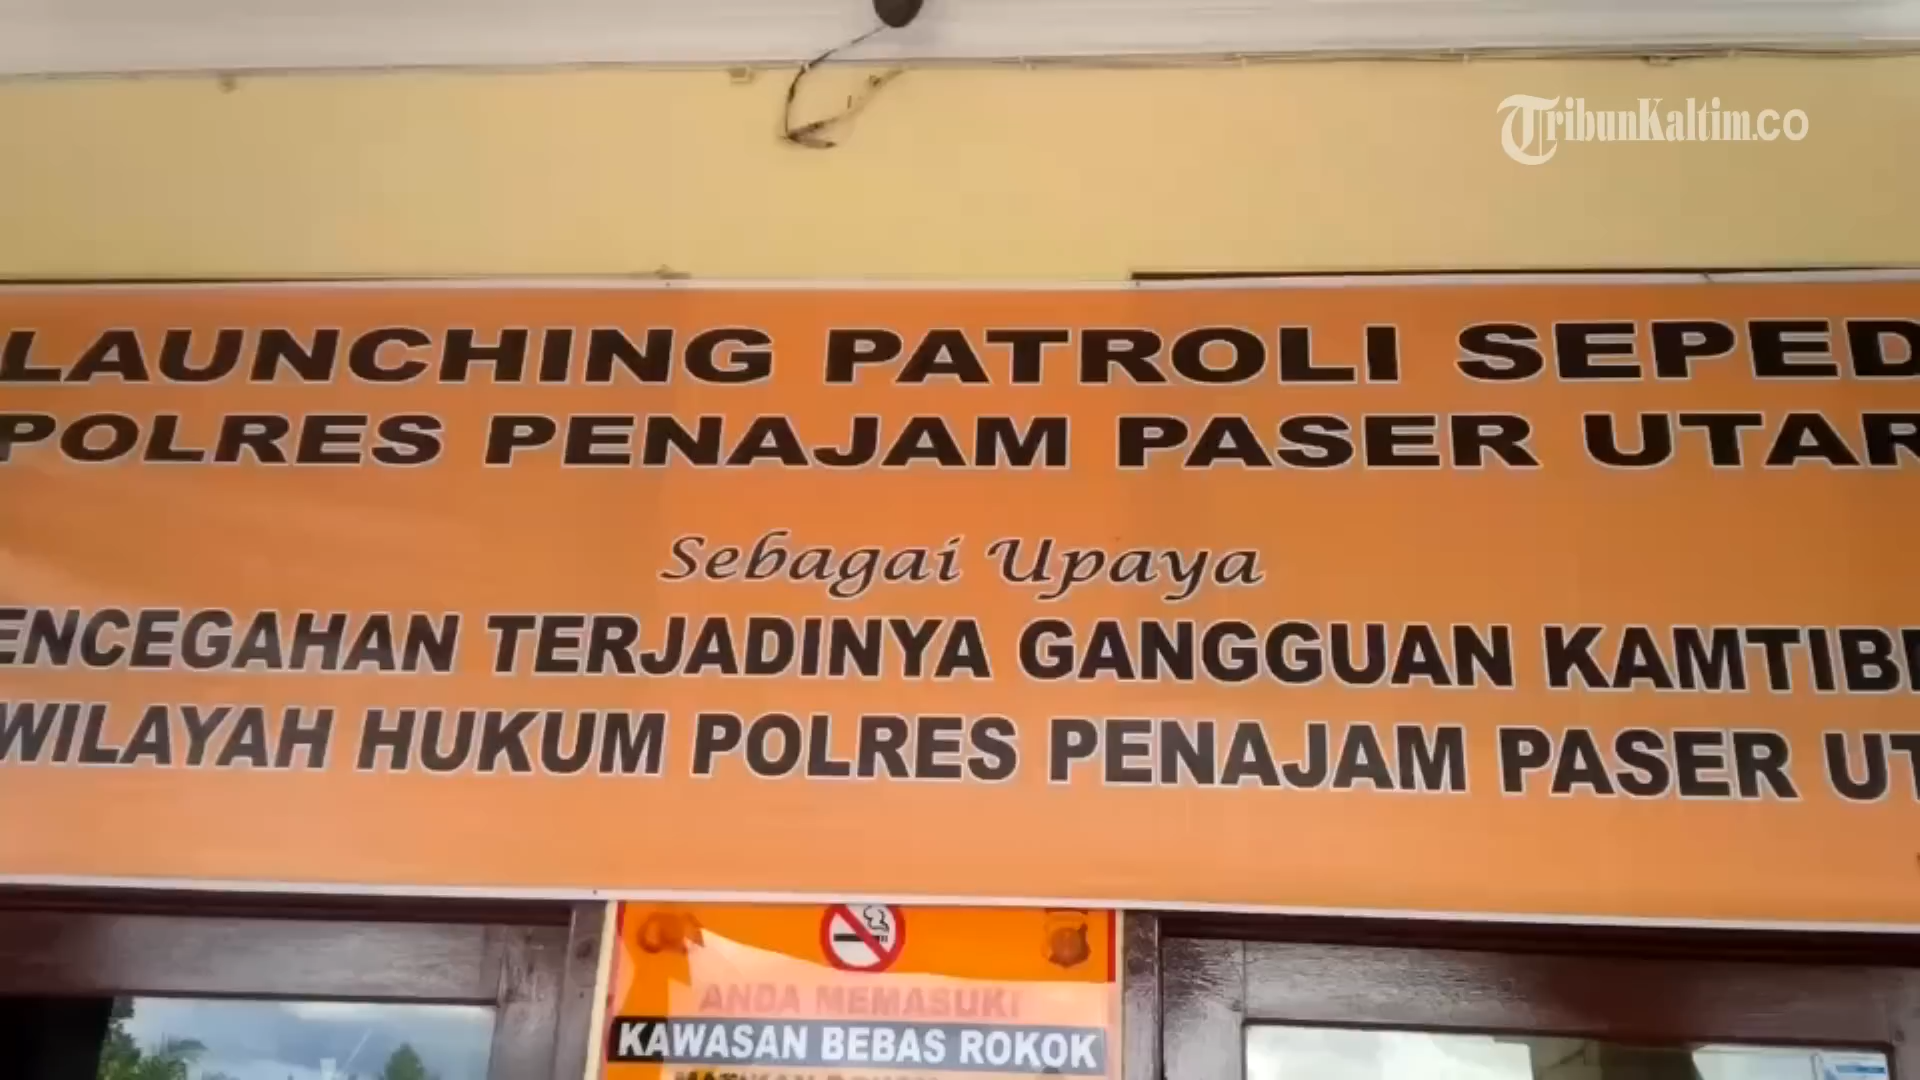 TribunKaltim.co
LAUNCHING PATROLI SEPED
POLRES PENAJAM PASER UTAR
Sebagai Upaya
ENCEGAHAN TERJADINYA GANGGUAN KAMTIB
WILAYAH HUKUM POLRES PENAJAM PASER UT
ANDA MEMASUKI
KAWASAN BEBAS ROKOK